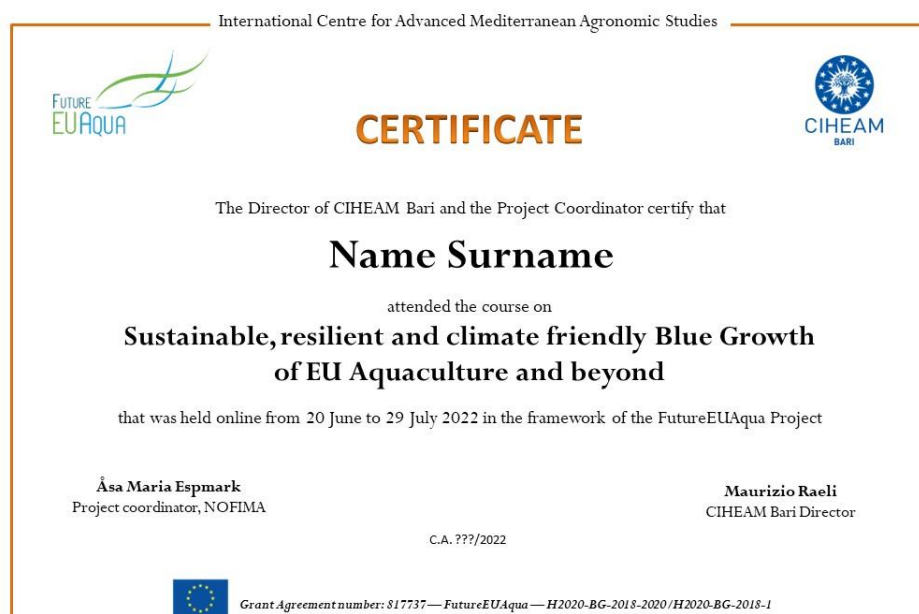 International Centre for Advanced Mediterranean Agronomic Studies
FUTURE
EUAQUA
CIHEAM
BARI
CERTIFICATE
The Director of CIHEAM Bari and the Project Coordinator certify that
Name Surname
attended the course on
Sustainable, resilient and climate friendly Blue Growth
of EU Aquaculture and beyond
that was held online from 20 June to 29 July 2022 in the framework of the FutureEUAqua Project
Åsa Maria Espmark
Project coordinator, NOFIMA
Maurizio Raeli
CIHEAM Bari Director
C.A. ???/2022
Grant Agreement number: 817737 — FutureEUAqua — H2020-BG-2018-2020/H2020-BG-2018-1